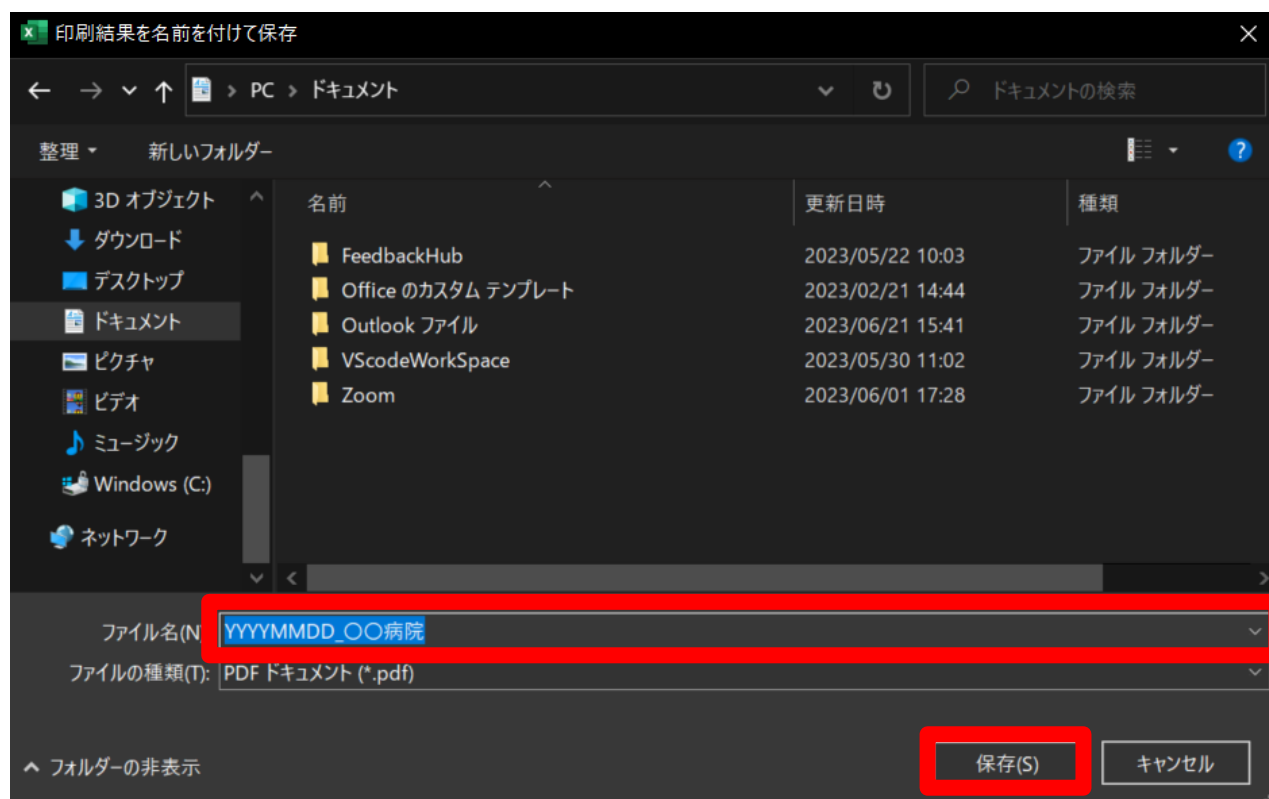 印刷結果を名前を付けて保存
PC › ドキュメント
ドキュメントの検索
整理 新しいフォルダー
3D オブジェクト
ダウンロード
デスクトップ
ドキュメント
ピクチャ
ビデオ
ミュージック
Windows (C:)
ネットワーク
名前 更新日時 種類
FeedbackHub 2023/05/22 10:03 ファイル フォルダー
Office のカスタム テンプレート 2023/02/21 14:44 ファイル フォルダー
Outlook ファイル 2023/06/21 15:41 ファイル フォルダー
VScodeWorkSpace 2023/05/30 11:02 ファイル フォルダー
Zoom 2023/06/01 17:28 ファイル フォルダー
ファイル名(N YYYYMMDD_〇〇病院
ファイルの種類(T): PDF ドキュメント (*.pdf)
フォルダーの非表示
保存(S) キャンセル